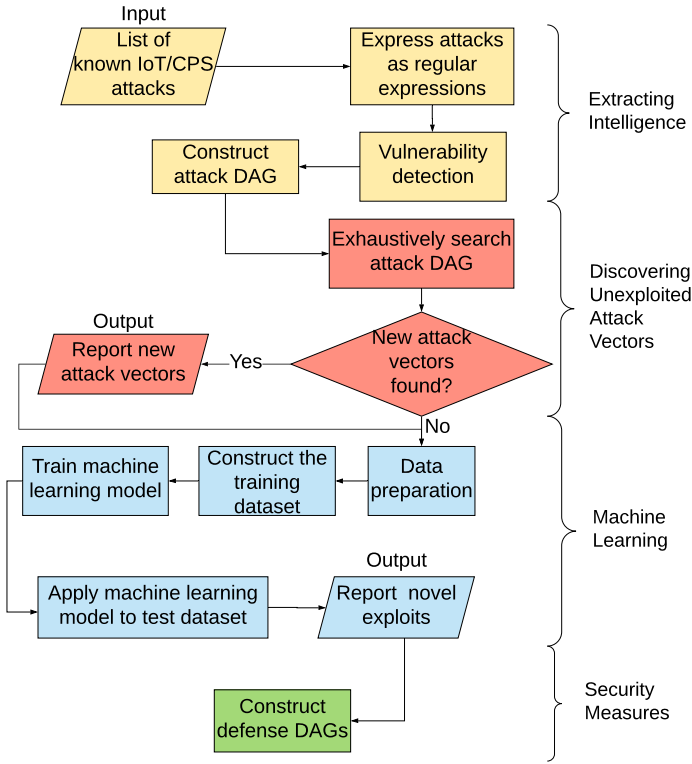 Input
List of
known IoT/CPS
attacks
Express attacks
as regular
expressions
Extracting
Intelligence
Construct
attack DAG
Vulnerability
detection
Exhaustively search
attack DAG
Discovering
Unexploited
Attack
Vectors
Output
Report new
attack vectors
Yes
New attack
vectors
found?
No
Train machine
learning model
Construct the
training
dataset
Data
preparation
Machine
Learning
Output
Apply machine learning
model to test dataset
Report novel
exploits
Security
Measures
Construct
defense DAGs